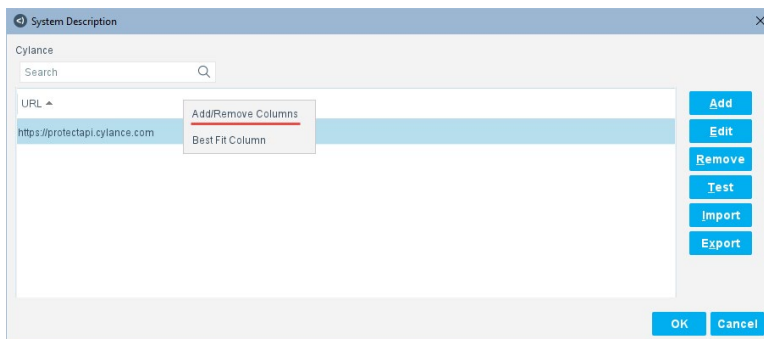 System Description
Cylance
Search
URL
Add/Remove Columns
Best Fit Column
https://protectapi.cylance.com
Add
Edit
Remove
Test
Import
Export
OK
Cancel